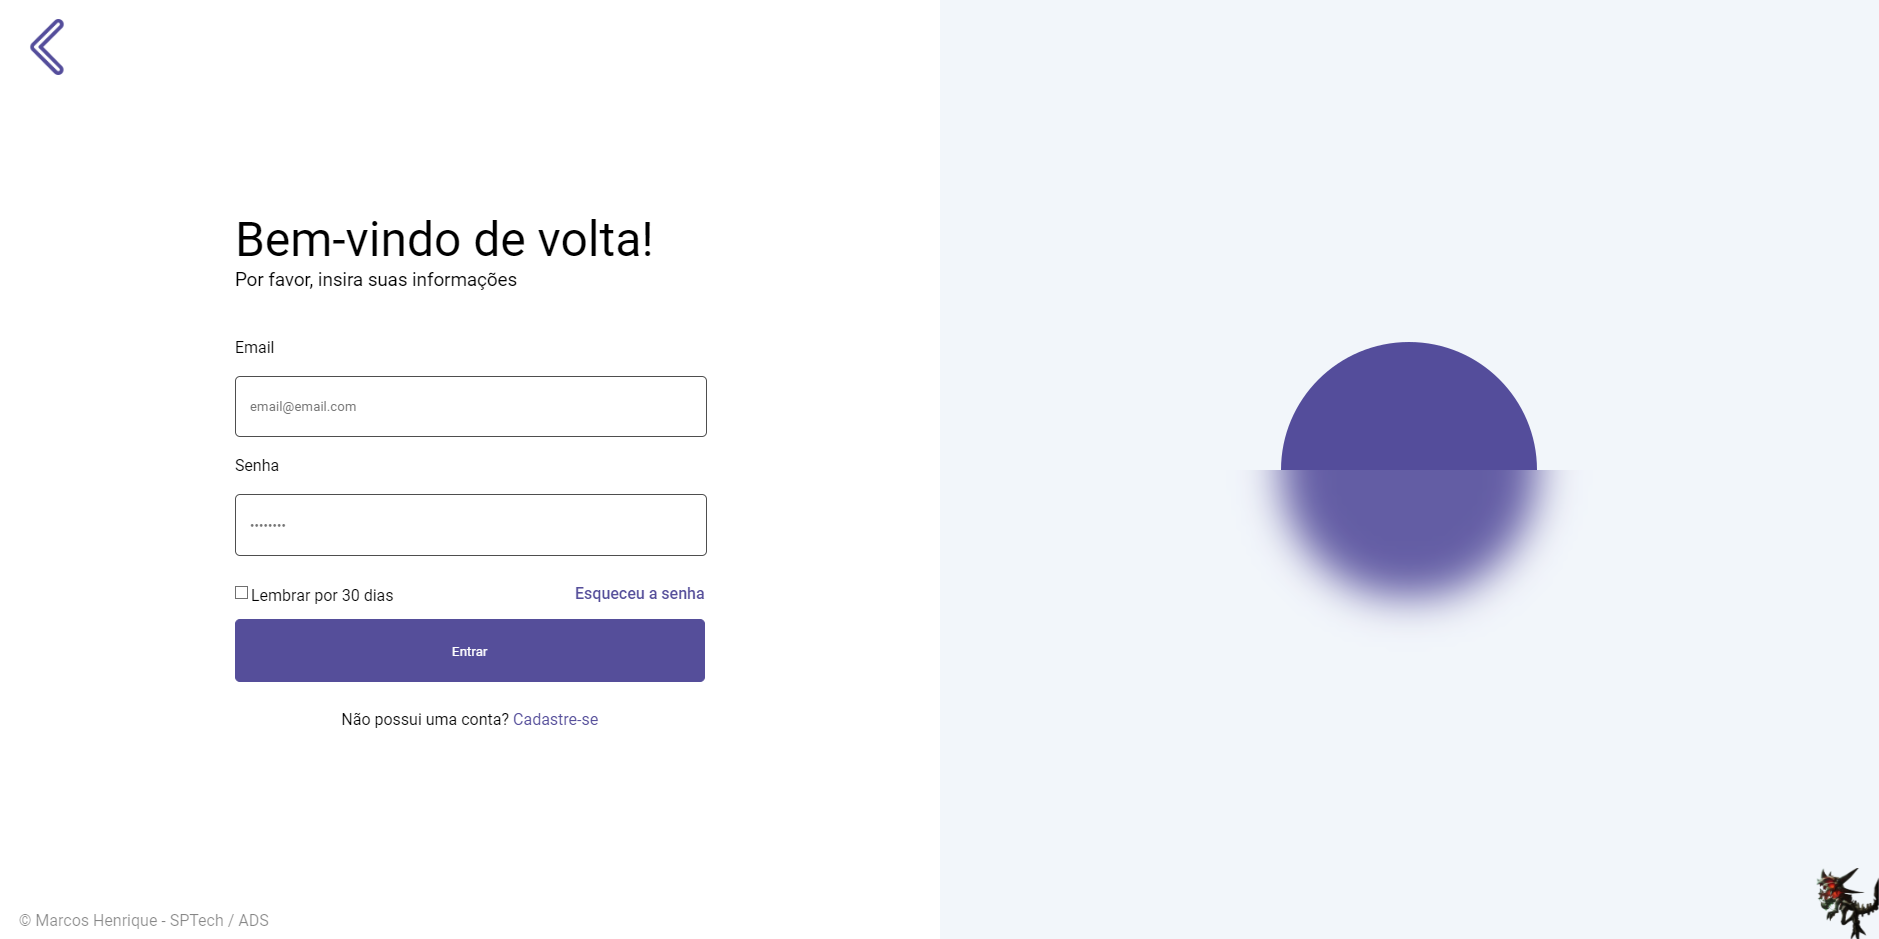 Bem-vindo de volta!
Por favor, insira suas informações
Email
email@email.com
Senha
••••••••
Lembrar por 30 dias
Esqueceu a senha
Entrar
Não possui uma conta? Cadastre-se
© Marcos Henrique - SPTech / ADS